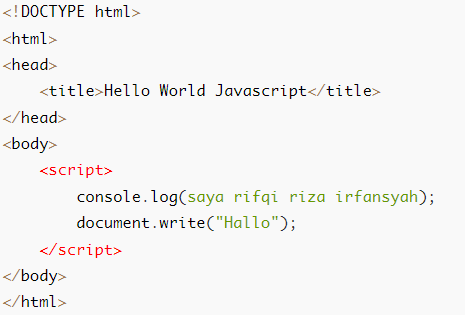 <!DOCTYPE html>
<html>
<head>
    <title>Hello World Javascript</title>
</head>
<body>
    <script>
        console.log(saya rifqi riza irfansyah);
        document.write("Hallo");
    </script>
</body>
</html>